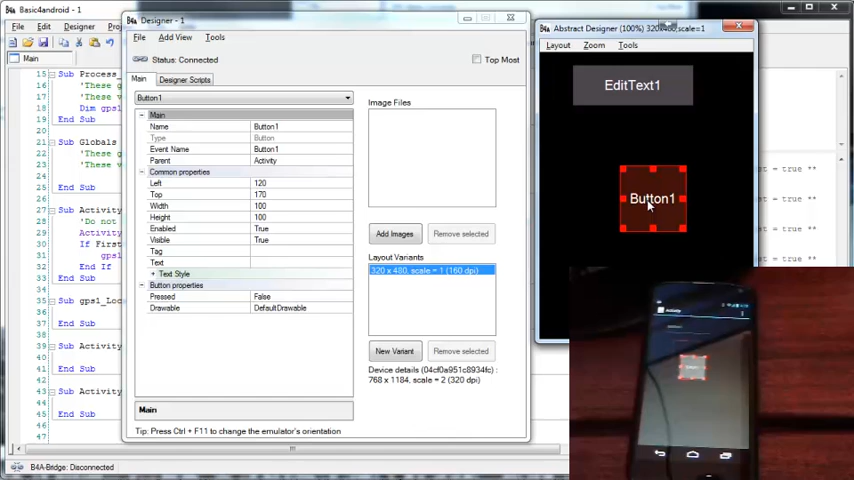 Basic4android
File Edit Designer
Main
15 Sub Process_
16 'These g
17 'These v
18 Dim gps1
19 End Sub
20
21 Sub Globals
22 'These g
23 'These v
24
25 End Sub
26
27 Sub Activity
28 'Do not
29 Activity
30 If First
31 gps1
32 End If
33 End Sub
34
35 Sub gps1_Loc
36
37 End Sub
38
39 Sub Activity
40
41 End Sub
42
43 Sub Activity
44
45 End Sub
46
47
B4A-Bridge: Disconnected
Designer - 1
File Add View Tools
Status: Connected
Top Most
Main Designer Scripts
Button1
Main
Name Button1
Type Button
Event Name Button1
Parent Activity
Common properties
Left 120
Top 170
Width 100
Height 100
Enabled True
Visible True
Tag
Text
Text Style
Button properties
Pressed False
Drawable DefaultDrawable
Main
Tip: Press Ctrl + F11 to change the emulator's orientation
Image Files
Add Images Remove selected
Layout Variants
320 x 480, scale = 1 (160 dpi)
New Variant Remove selected
Device details (04cf0a951c8934fc):
768 x 1184, scale = 2 (320 dpi)
Abstract Designer (100%) 320x480,scale=1
Layout Zoom Tools
EditText1
Button1
st = true **
st = true **
st = true **